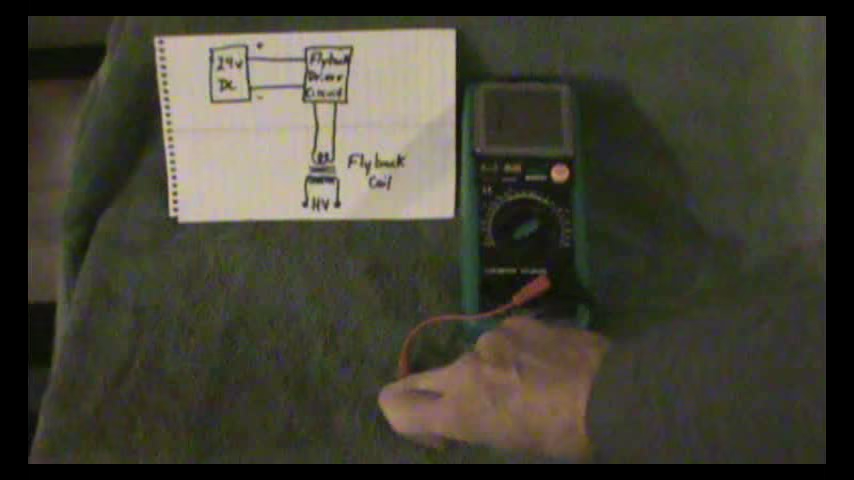 24v
DC
+
-
Flyback
Driver
Circuit
Flyback
Coil
HV